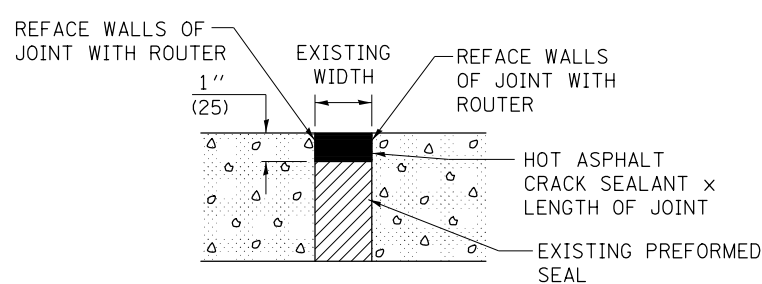 REFACE WALLS OF
JOINT WITH ROUTER
EXISTING
WIDTH
REFACE WALLS
OF JOINT WITH
ROUTER
1"
(25)
HOT ASPHALT
CRACK SEALANT x
LENGTH OF JOINT
EXISTING PREFORMED
SEAL